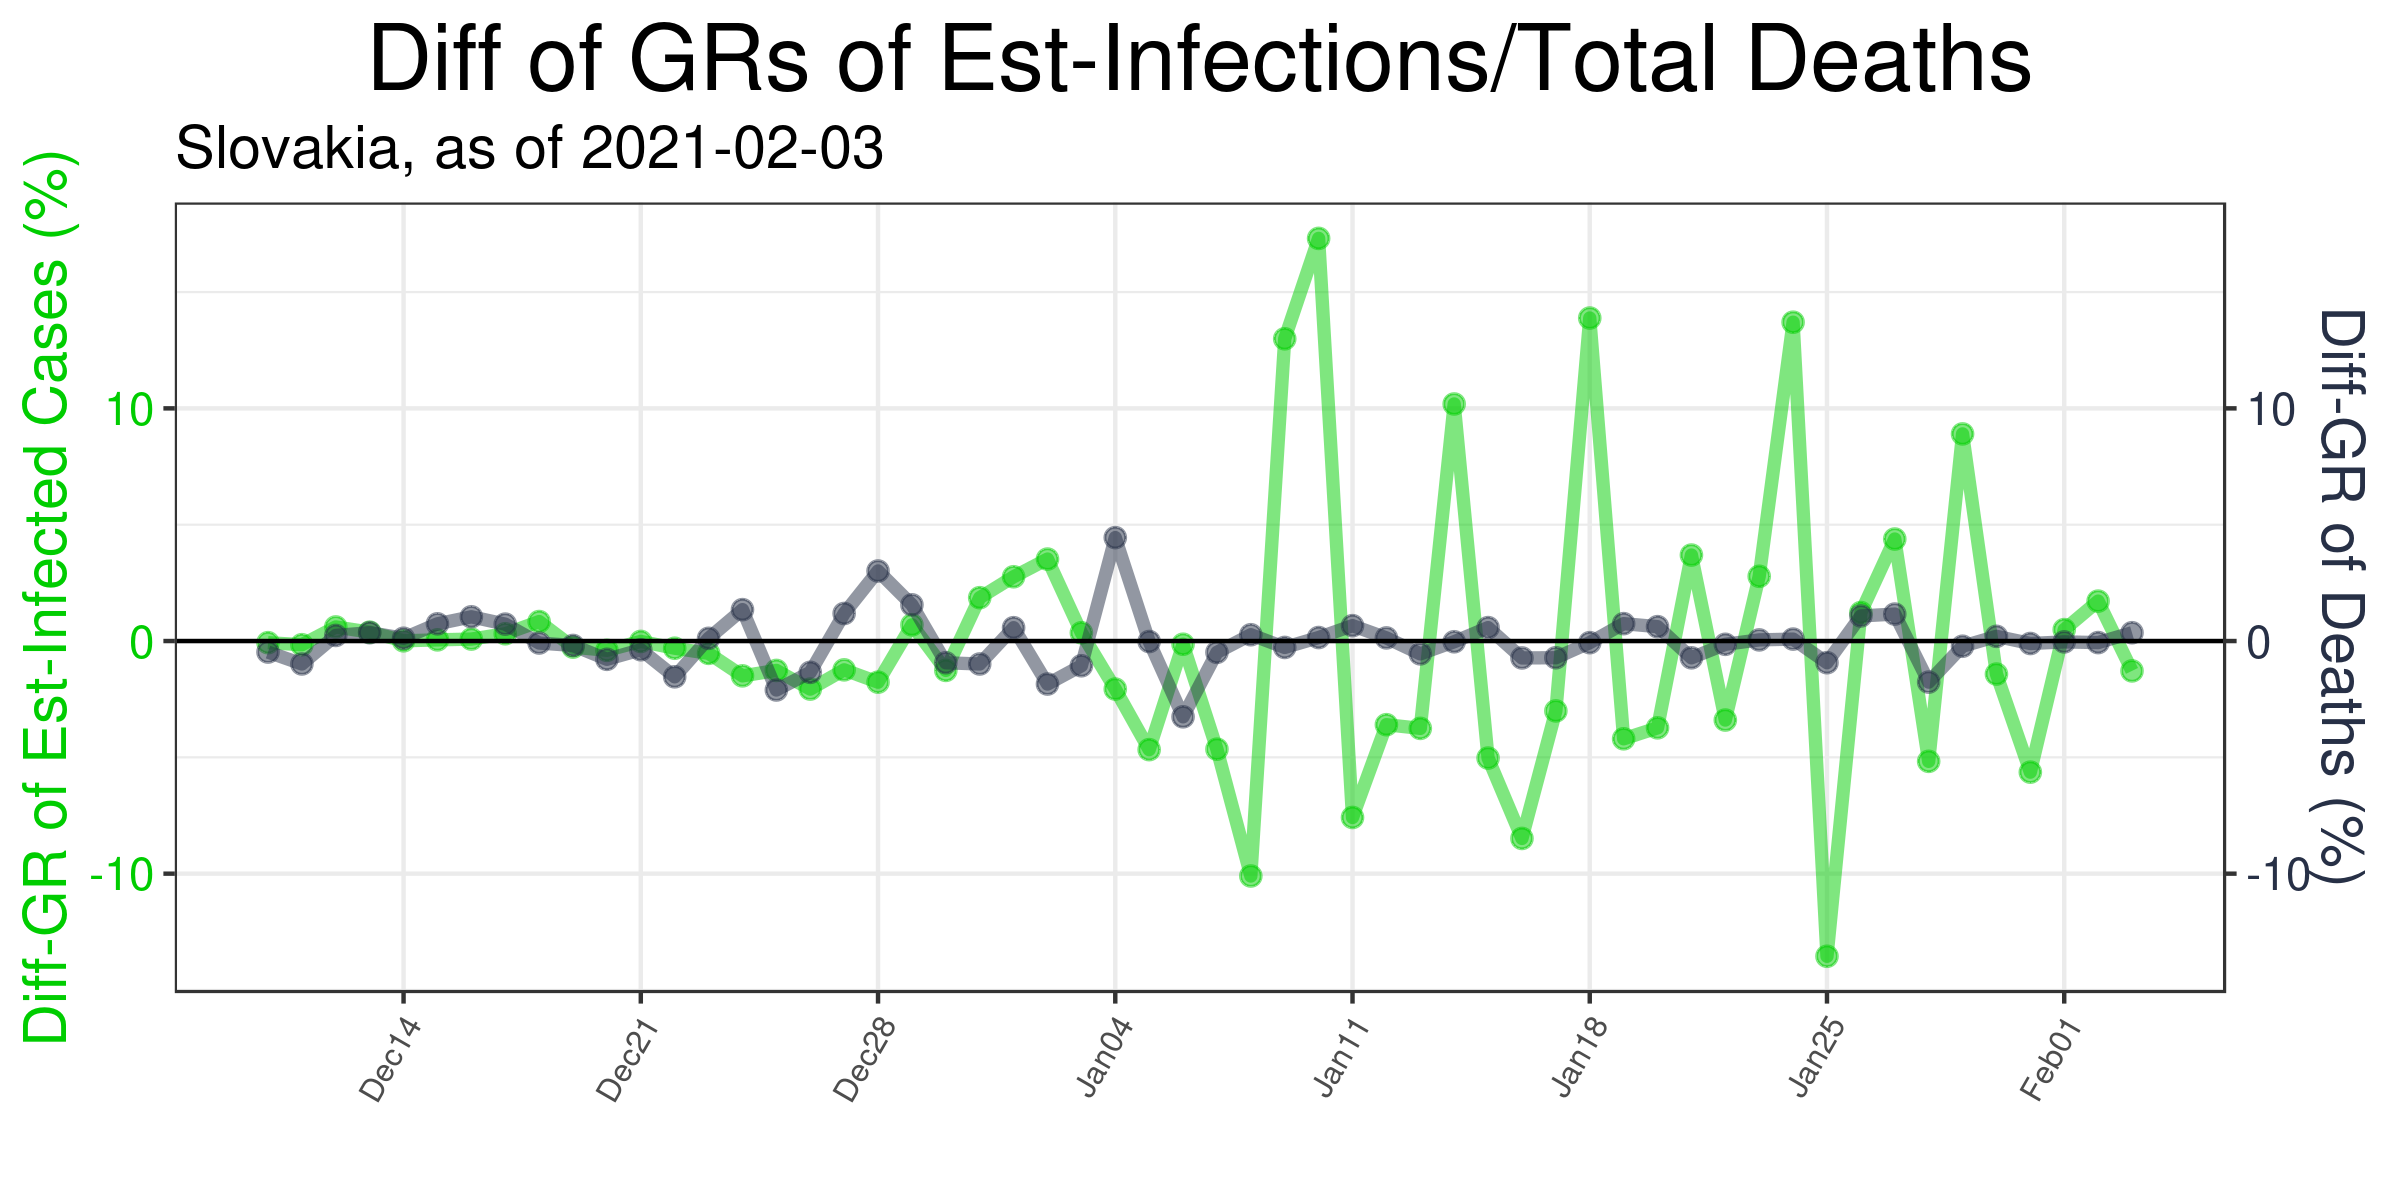 Diff of GRs of Est-Infections/Total Deaths
Slovakia, as of 2021-02-03
Diff-GR of Est-Infected Cases (%)
10
0
-10
10
0
-10
Diff-GR of Deaths (%)
Dec14
Dec21
Dec28
Jan04
Jan11
Jan18
Jan25
Feb01